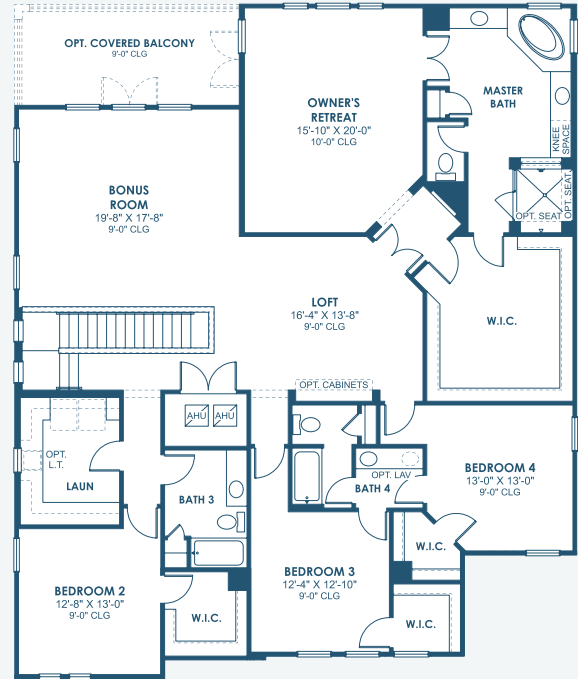 OPT. COVERED BALCONY
9'-0" CLG
OWNER'S
RETREAT
15'-10" X 20'-0"
10'-0" CLG
MASTER
BATH
KNEE
SPACE
OPT. SEAT
OPT. SEAT
BONUS
ROOM
19'-8" X 17'-8"
9'-0" CLG
LOFT
16'-4" X 13'-8"
9'-0" CLG
W.I.C.
OPT. CABINETS
AHU
AHU
OPT.
L.T.
LAUN
BATH 3
OPT. LAV
BATH 4
BEDROOM 4
13'-0" X 13'-0"
9'-0" CLG
W.I.C.
BEDROOM 3
12'-4" X 12'-10"
9'-0" CLG
BEDROOM 2
12'-8" X 13'-0"
9'-0" CLG
W.I.C.
W.I.C.